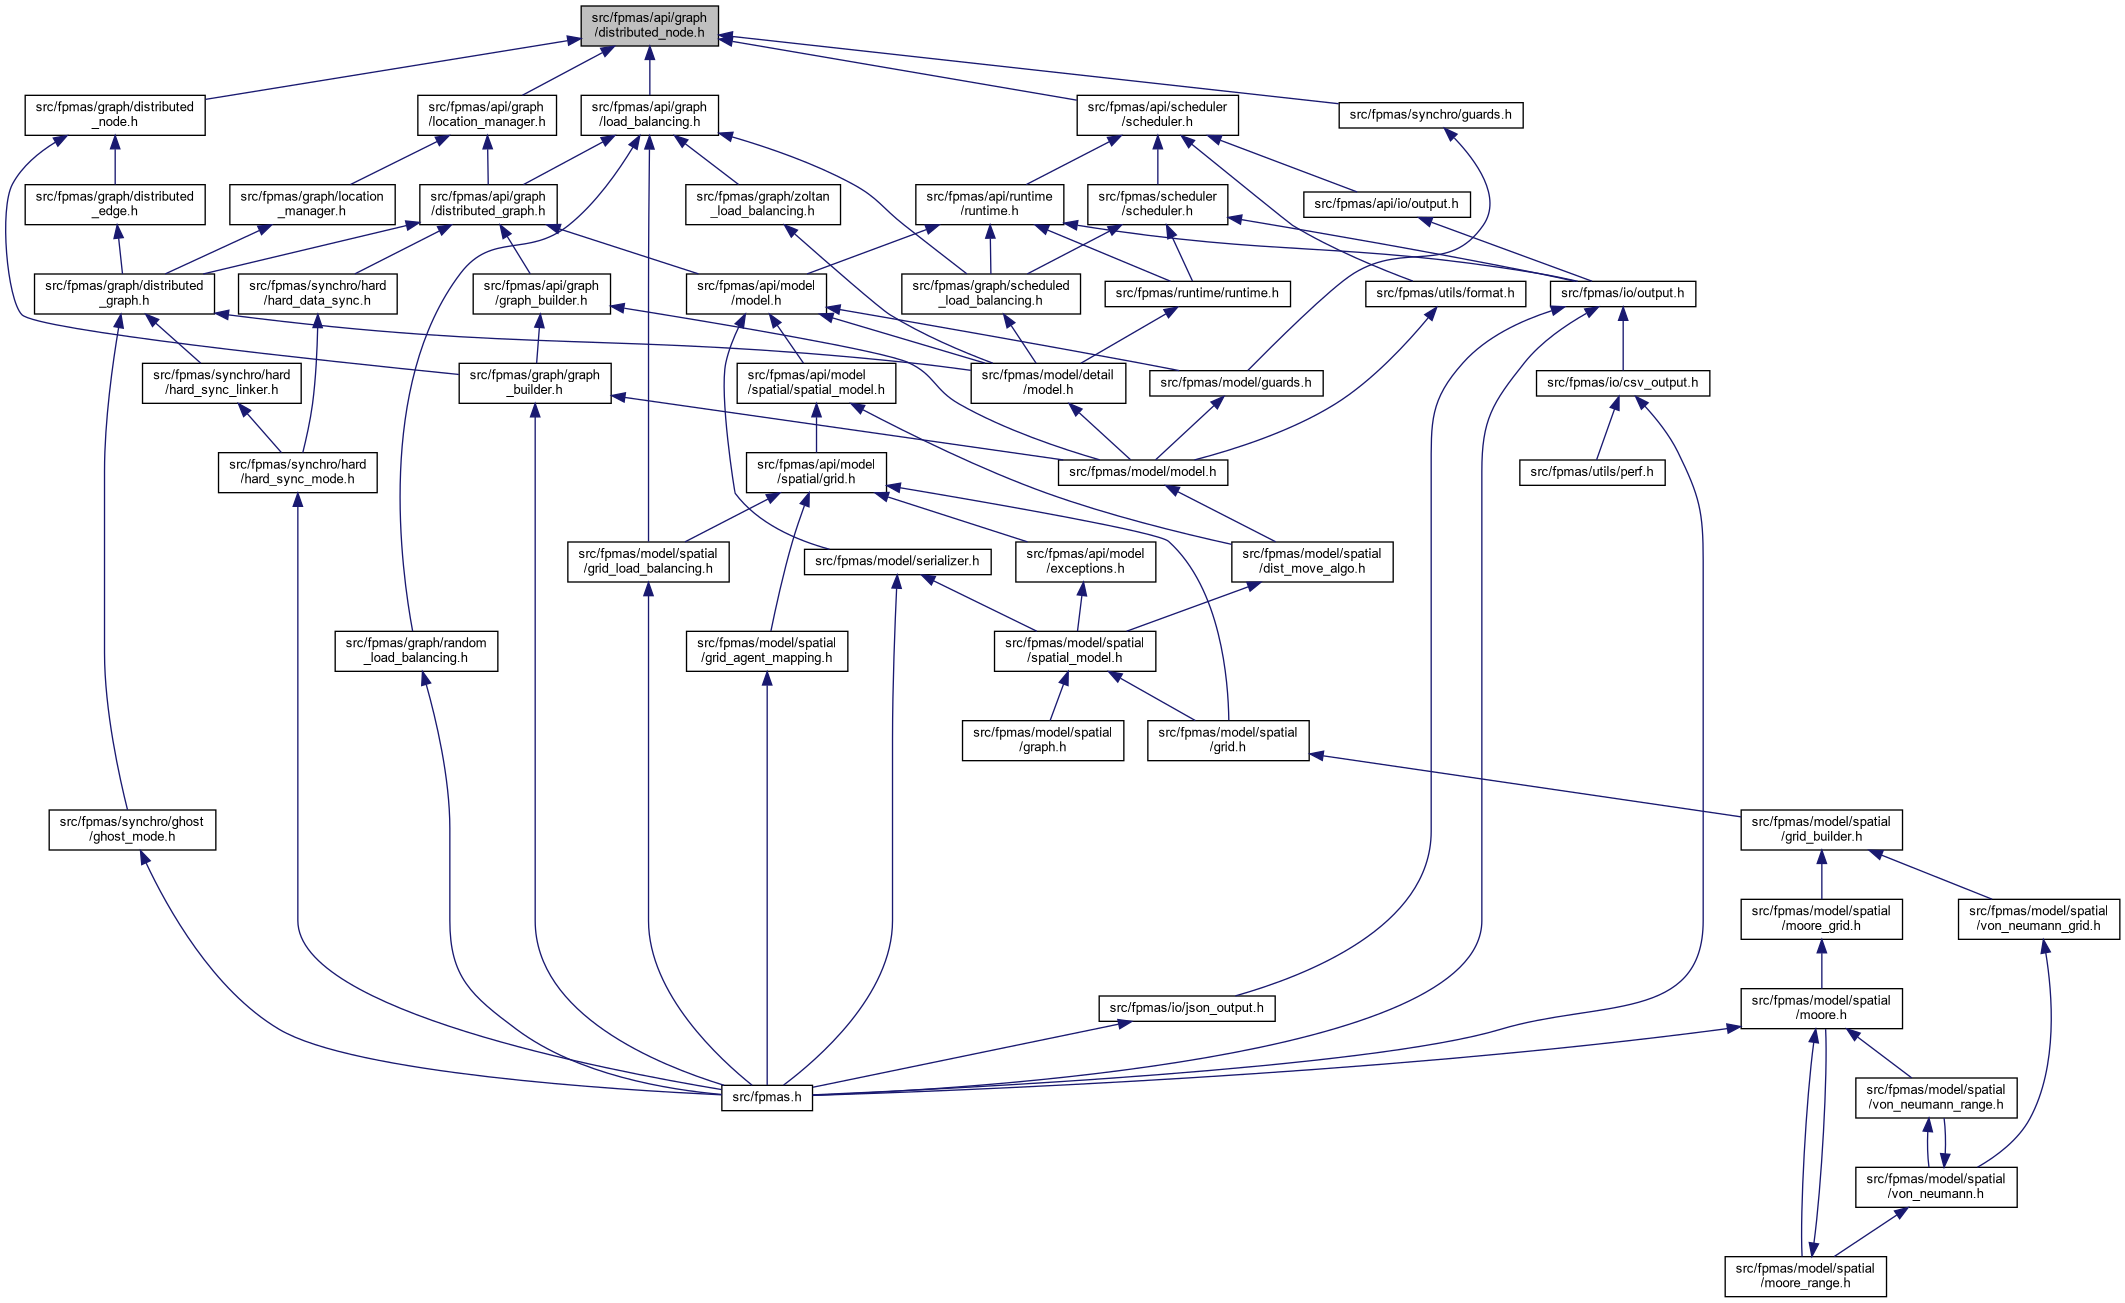 src/fpmas/api/graph
/distributed_node.h
src/fpmas/graph/distributed
_node.h
src/fpmas/api/graph
/location_manager.h
src/fpmas/api/graph
/load_balancing.h
src/fpmas/api/scheduler
/scheduler.h
src/fpmas/synchro/guards.h
src/fpmas/graph/distributed
_edge.h
src/fpmas/graph/location
_manager.h
src/fpmas/api/graph
/distributed_graph.h
src/fpmas/graph/zoltan
_load_balancing.h
src/fpmas/api/runtime
/runtime.h
src/fpmas/scheduler
/scheduler.h
src/fpmas/api/io/output.h
src/fpmas/graph/distributed
_graph.h
src/fpmas/synchro/hard
/hard_data_sync.h
src/fpmas/api/graph
/graph_builder.h
src/fpmas/api/model
/model.h
src/fpmas/graph/scheduled
_load_balancing.h
src/fpmas/runtime/runtime.h
src/fpmas/utils/format.h
src/fpmas/io/output.h
src/fpmas/synchro/hard
/hard_sync_linker.h
src/fpmas/graph/graph
_builder.h
src/fpmas/api/model
/spatial/spatial_model.h
src/fpmas/model/detail
/model.h
src/fpmas/model/guards.h
src/fpmas/io/csv_output.h
src/fpmas/synchro/hard
/hard_sync_mode.h
src/fpmas/api/model
/spatial/grid.h
src/fpmas/model/model.h
src/fpmas/utils/perf.h
src/fpmas/model/spatial
/grid_load_balancing.h
src/fpmas/model/serializer.h
src/fpmas/api/model
/exceptions.h
src/fpmas/model/spatial
/dist_move_algo.h
src/fpmas/graph/random
_load_balancing.h
src/fpmas/model/spatial
/grid_agent_mapping.h
src/fpmas/model/spatial
/spatial_model.h
src/fpmas/model/spatial
/graph.h
src/fpmas/model/spatial
/grid.h
src/fpmas/synchro/ghost
/ghost_mode.h
src/fpmas/model/spatial
/grid_builder.h
src/fpmas/model/spatial
/moore_grid.h
src/fpmas/model/spatial
/von_neumann_grid.h
src/fpmas/io/json_output.h
src/fpmas/model/spatial
/moore.h
src/fpmas.h
src/fpmas/model/spatial
/von_neumann_range.h
src/fpmas/model/spatial
/von_neumann.h
src/fpmas/model/spatial
/moore_range.h